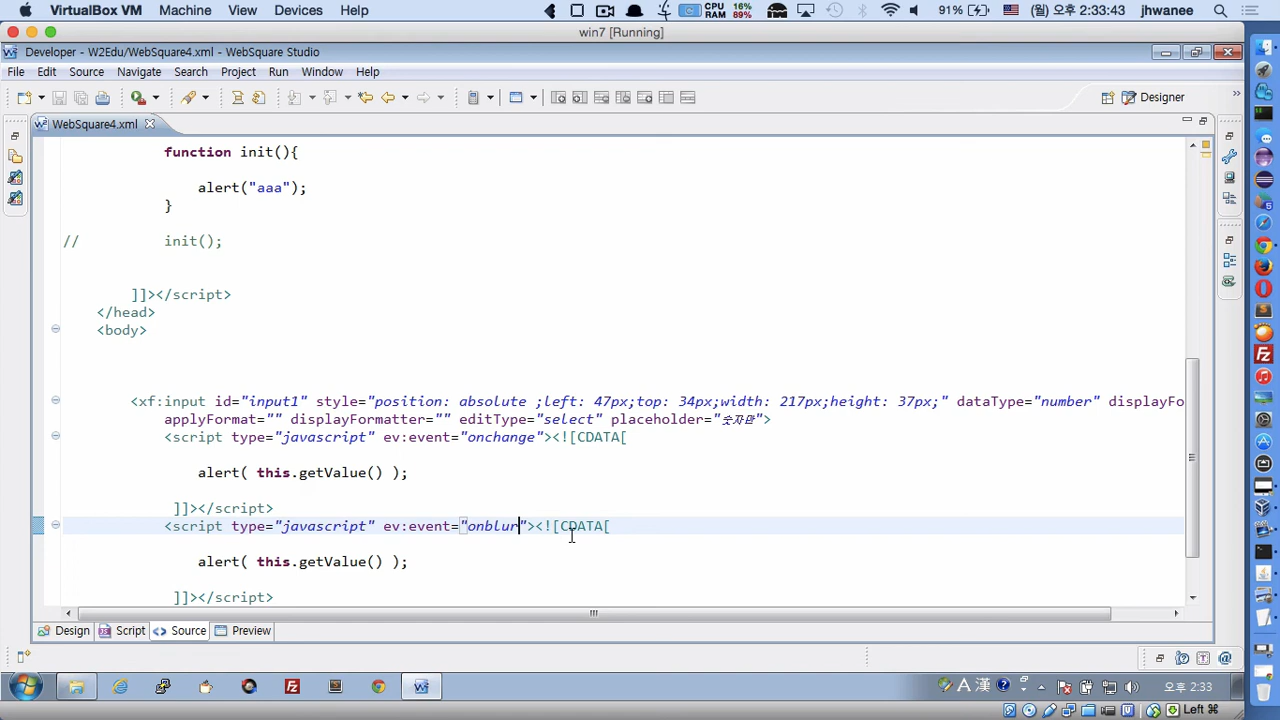 VirtualBox VM Machine View Devices Help CPU RAM 16% 89% 91% (월) 오후 2:33:43 jhwanee
win7 [Running]
Developer - W2Edu/WebSquare4.xml - WebSquare Studio
File Edit Source Navigate Search Project Run Window Help
Designer
WebSquare4.xml
function init(){
alert("aaa");
}
// init();
]]></script>
</head>
<body>
<xf:input id="input1" style="position: absolute ;left: 47px;top: 34px;width: 217px;height: 37px;" dataType="number" displayFo
applyFormat="" displayFormatter="" editType="select" placeholder="숫자만">
<script type="javascript" ev:event="onchange"><![CDATA[
alert( this.getValue() );
]]></script>
<script type="javascript" ev:event="onblur"><![CDATA[
alert( this.getValue() );
]]></script>
Design Script Source Preview
A 漢 오후 2:33
Left ⌘